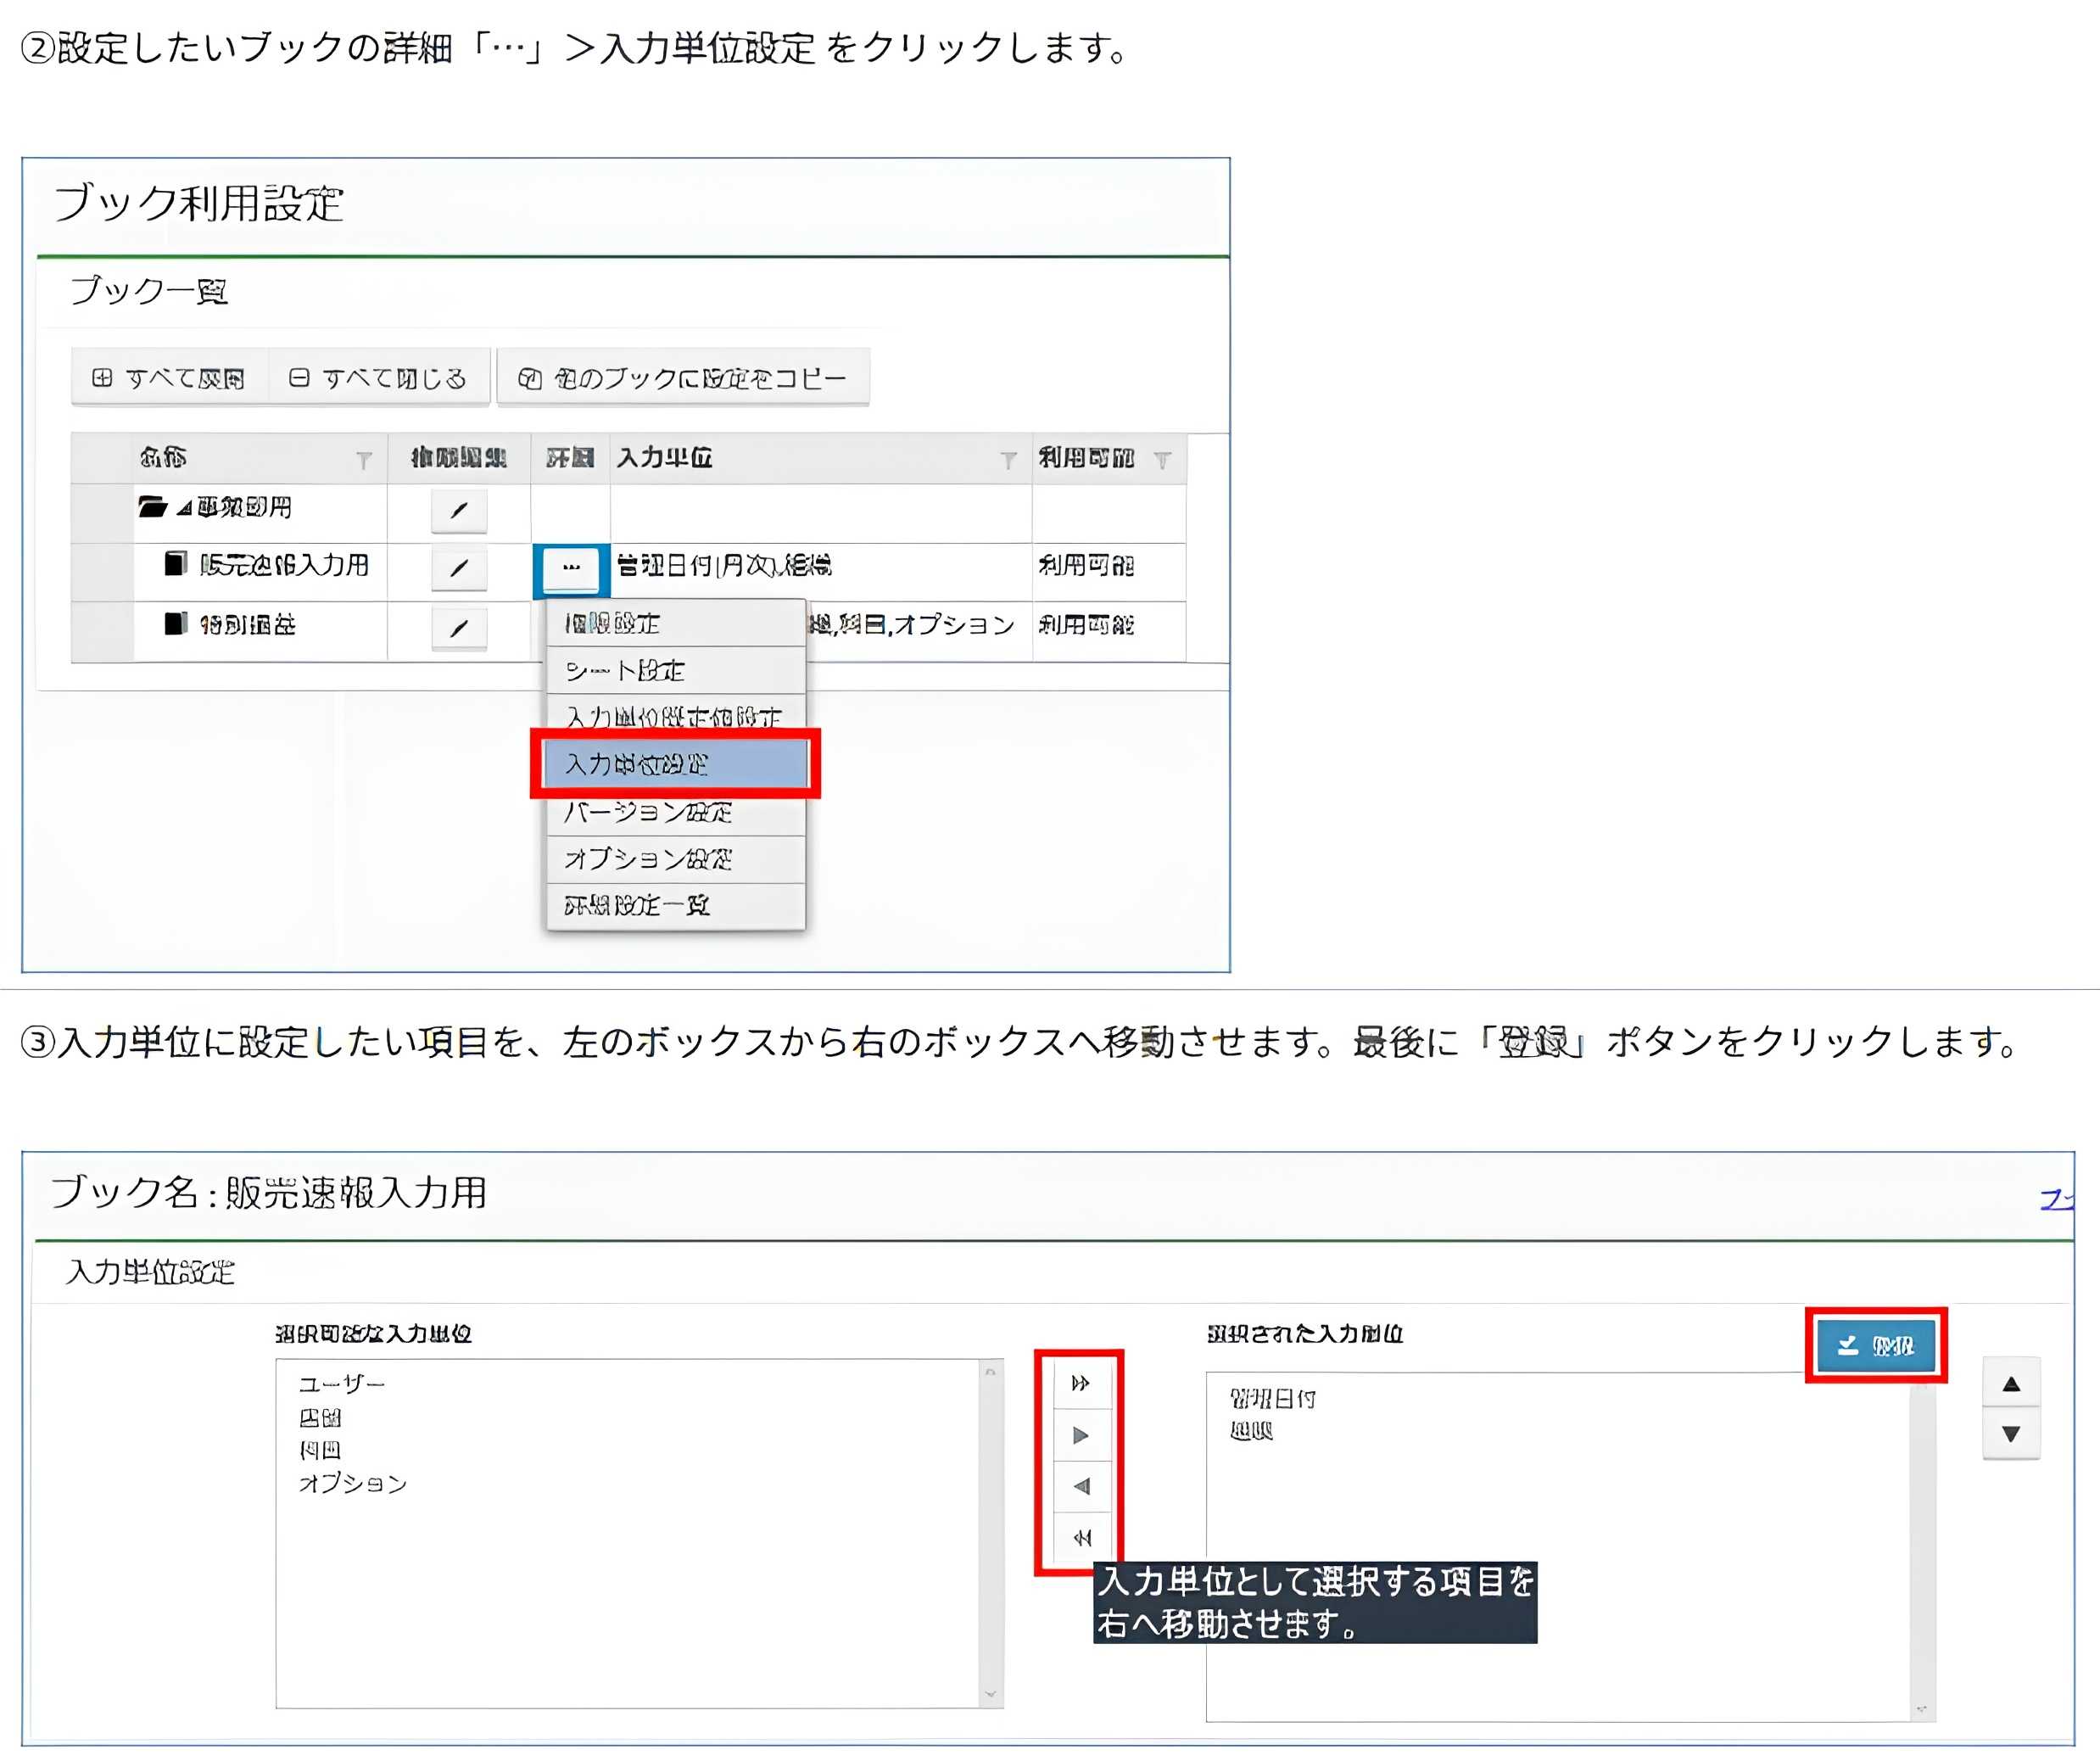 ②設定したいブックの詳細「…」＞入力単位設定 をクリックします。
ブック利用設定
ブック一覧
すべて展開 すべて閉じる 他のブックに設定をコピー
名称 詳細 入力単位 利用可能
販売速報入力用 … 管理日付(月次),組織 利用可能
特別損益 科目,オプション 利用可能
権限設定
シート設定
入力単位既定値設定
入力単位設定
バージョン設定
オプション設定
詳細設定一覧
③入力単位に設定したい項目を、左のボックスから右のボックスへ移動させます。最後に「登録」ボタンをクリックします。
ブック名:販売速報入力用
入力単位設定
選択可能な入力単位 選択された入力単位 登録
ユーザー
科目
オプション
管理日付
組織
入力単位として選択する項目を
右へ移動させます。